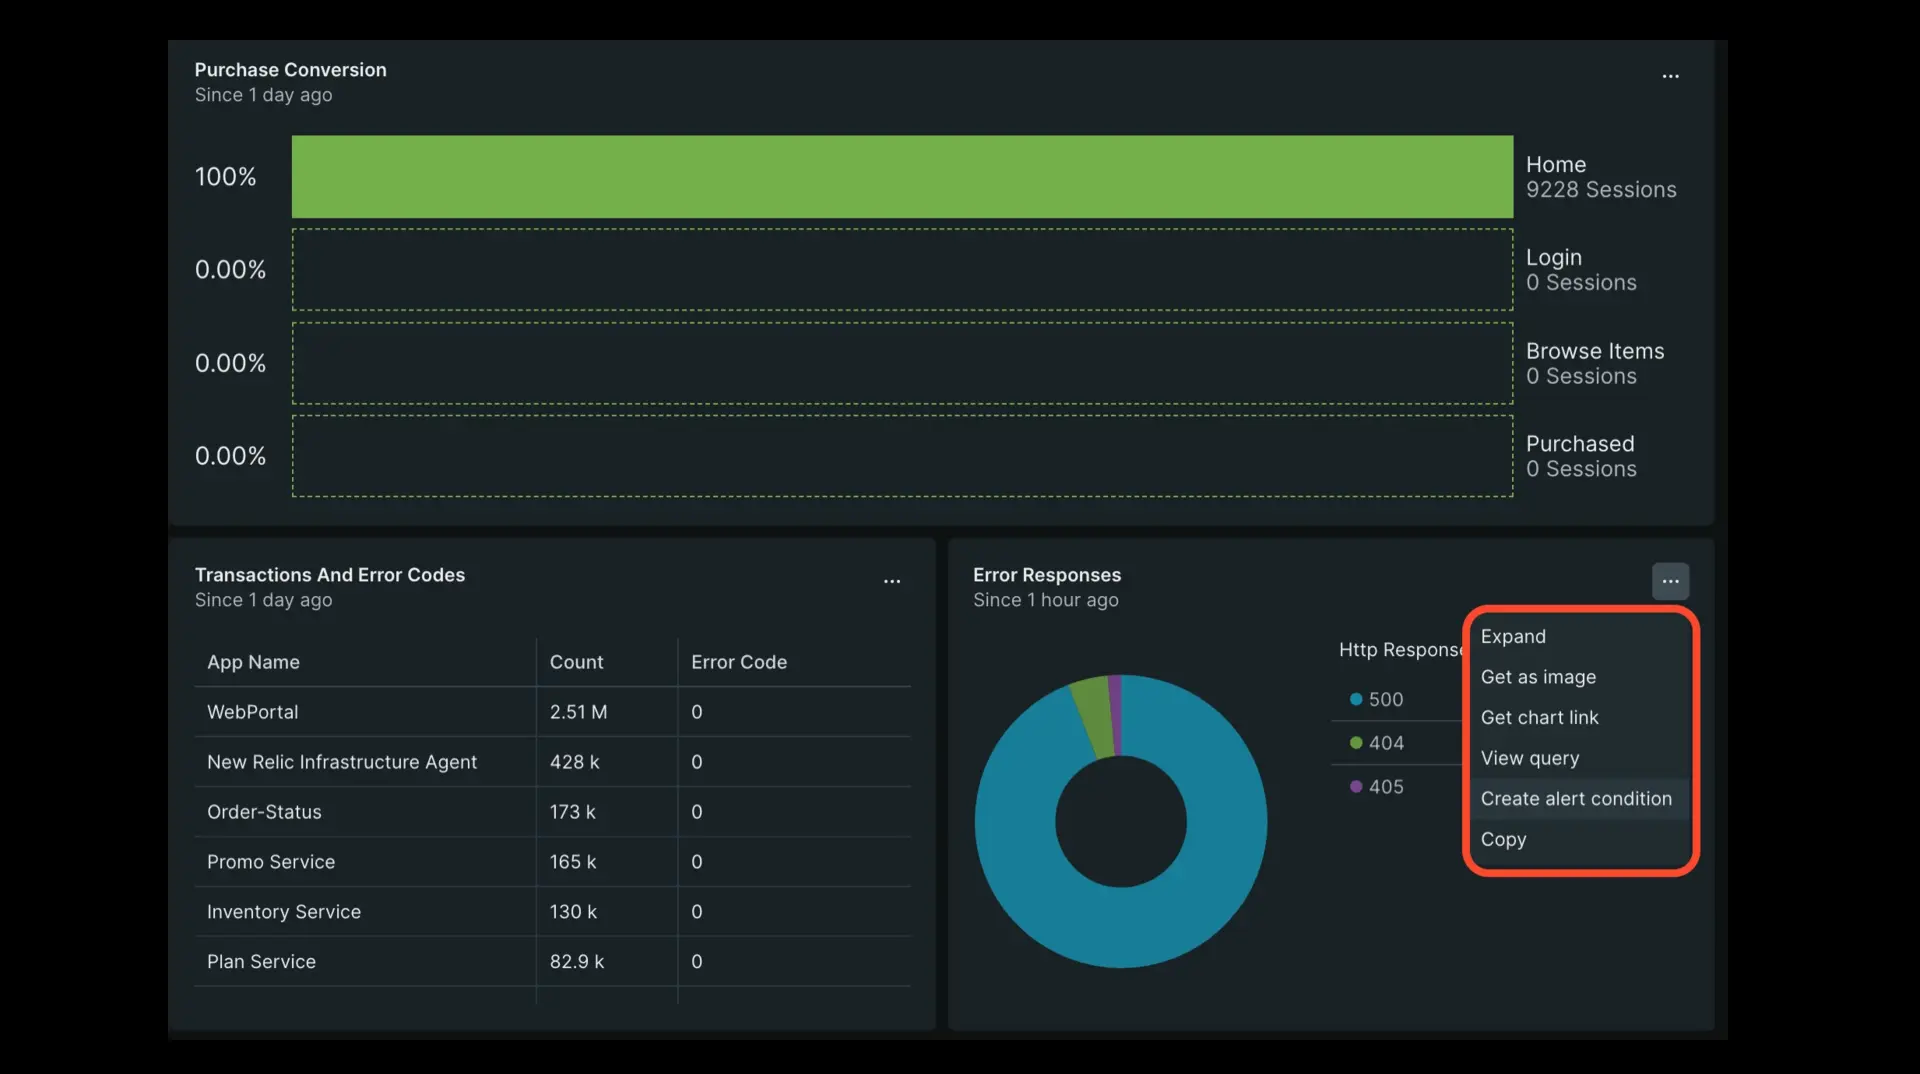 Purchase Conversion
Since 1 day ago
...
100%
Home
9228 Sessions
0.00%
Login
0 Sessions
0.00%
Browse Items
0 Sessions
0.00%
Purchased
0 Sessions
Transactions And Error Codes
Since 1 day ago
...
App Name Count Error Code
WebPortal 2.51 M 0
New Relic Infrastructure Agent 428 k 0
Order-Status 173 k 0
Promo Service 165 k 0
Inventory Service 130 k 0
Plan Service 82.9 k 0
Error Responses
Since 1 hour ago
...
Http Response
500
404
405
Expand
Get as image
Get chart link
View query
Create alert condition
Copy